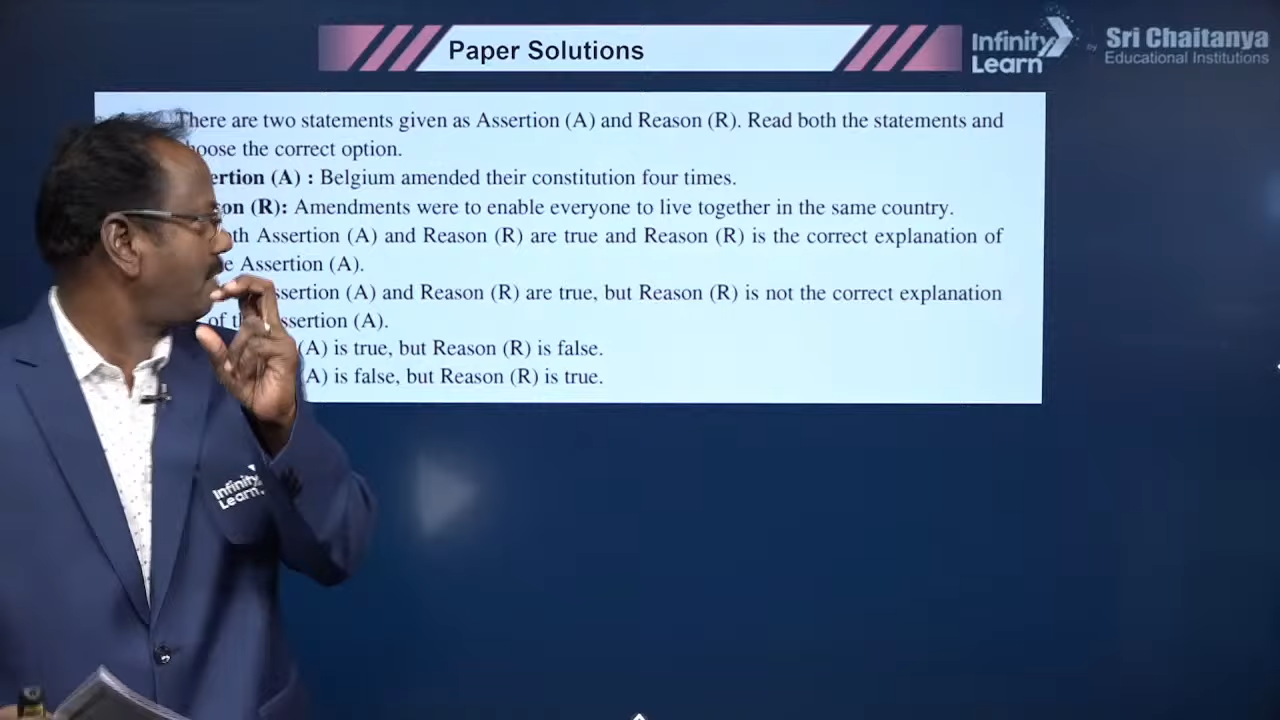 Paper Solutions
Infinity Learn
by Sri Chaitanya
Educational Institutions
There are two statements given as Assertion (A) and Reason (R). Read both the statements and
hoose the correct option.
ertion (A) : Belgium amended their constitution four times.
son (R): Amendments were to enable everyone to live together in the same country.
th Assertion (A) and Reason (R) are true and Reason (R) is the correct explanation of
e Assertion (A).
ssertion (A) and Reason (R) are true, but Reason (R) is not the correct explanation
of th ssertion (A).
(A) is true, but Reason (R) is false.
(A) is false, but Reason (R) is true.
Infinity
Learn